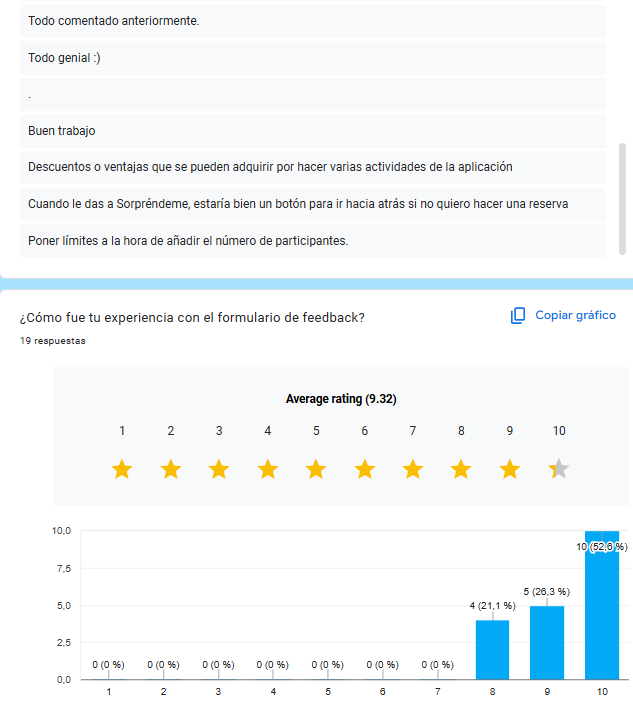 Todo comentado anteriormente.
Todo genial :)
.
Buen trabajo
Descuentos o ventajas que se pueden adquirir por hacer varias actividades de la aplicación
Cuando le das a Sorpréndeme, estaría bien un botón para ir hacia atrás si no quiero hacer una reserva
Poner límites a la hora de añadir el número de participantes.
¿Cómo fue tu experiencia con el formulario de feedback?
Copiar gráfico
19 respuestas
Average rating (9.32)
1 2 3 4 5 6 7 8 9 10
10,0
10 (52,6 %)
7,5
5 (26,3 %)
5,0
4 (21,1 %)
2,5
0 (0 %) 0 (0 %) 0 (0 %) 0 (0 %) 0 (0 %) 0 (0 %) 0 (0 %)
0,0
1 2 3 4 5 6 7 8 9 10